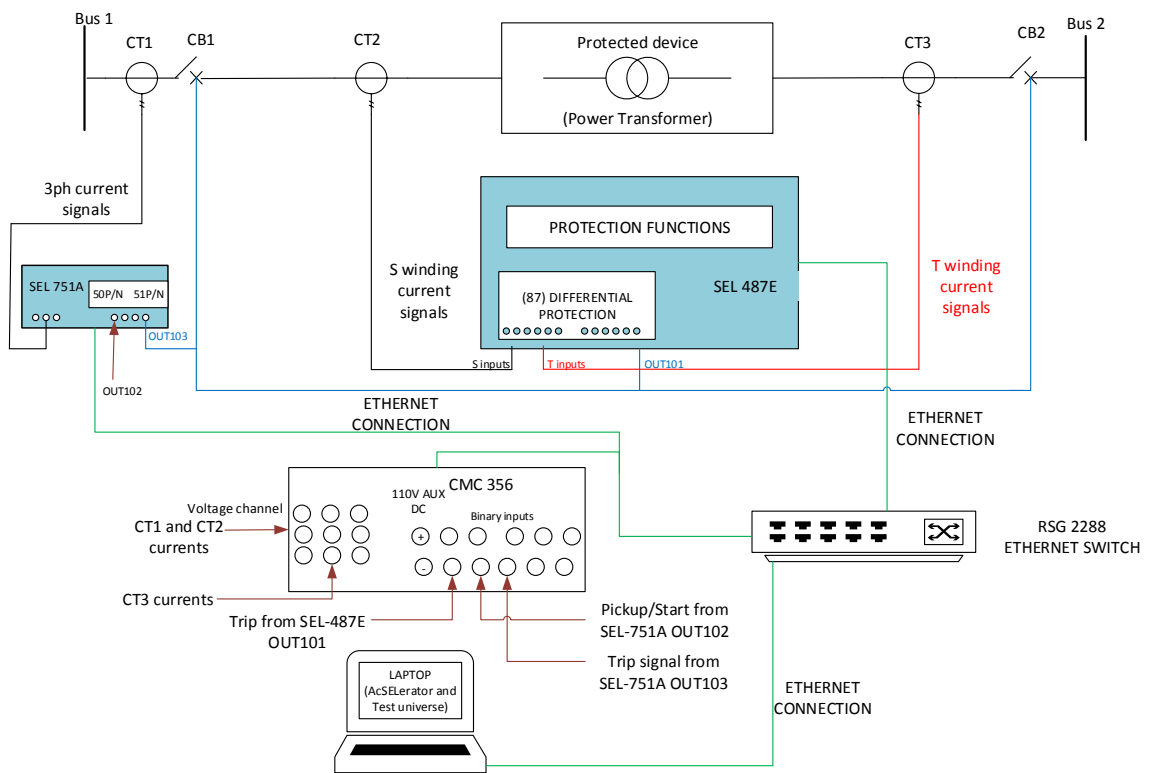 Bus 1
CT1
CB1
CT2
Protected device
(Power Transformer)
CT3
CB2
Bus 2
3ph current
signals
SEL 751A
50P/N 51P/N
OUT103
OUT102
S winding
current
signals
PROTECTION FUNCTIONS
(87) DIFFERENTIAL
PROTECTION
SEL 487E
S inputs
T inputs
OUT101
T winding
current
signals
ETHERNET
CONNECTION
ETHERNET
CONNECTION
CMC 356
110V AUX
DC
Voltage channel
Binary inputs
+
-
CT1 and CT2
currents
CT3 currents
Trip from SEL-487E
OUT101
Pickup/Start from
SEL-751A OUT102
Trip signal from
SEL-751A OUT103
RSG 2288
ETHERNET SWITCH
LAPTOP
(AcSELerator and
Test universe)
ETHERNET
CONNECTION